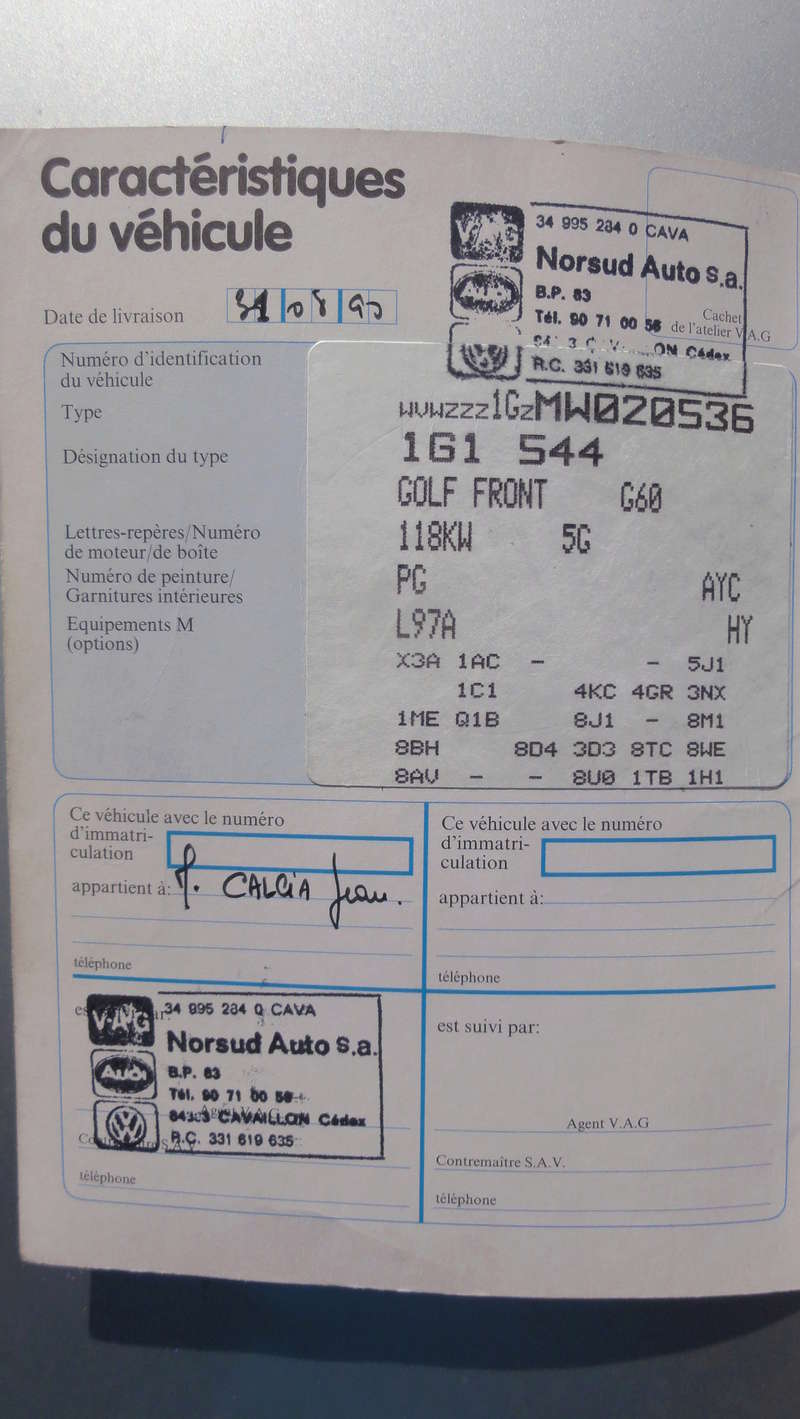 Caractéristiques
du véhicule
34 995 284 0 CAVA
Norsud Auto s.a.
B.P. 83
Tél. 90 71 00 56
Cédex
R.C. 331 619 635
Cachet
de l'atelier V.A.G
V.A.G
Date de livraison 31 08 90
Numéro d'identification
du véhicule
WVWZZZ1GZMW020536
Type
1G1 544
Désignation du type
GOLF FRONT G60
118KW 5G
Lettres-repères/Numéro
de moteur/de boîte
PG AYC
Numéro de peinture/
Garnitures intérieures
L97A HY
Equipements M
(options)
X3A 1AC - - 5J1
1C1 4KC 4GR 3NX
1ME Q1B 8J1 - 8M1
8BH 8D4 3D3 8TC 8WE
8AV - - 8U0 1TB 1H1
Ce véhicule avec le numéro
d'immatri-
culation
appartient à: M. CALCIA Jean.
téléphone
34 995 284 0 CAVA
V.A.G
Norsud Auto s.a.
B.P. 83
Tél. 90 71 00 56
CAVAILLON Cédex
R.C. 331 619 635
téléphone
Ce véhicule avec le numéro
d'immatri-
culation
appartient à:
téléphone
est suivi par:
Agent V.A.G
Contremaître S.A.V.
téléphone